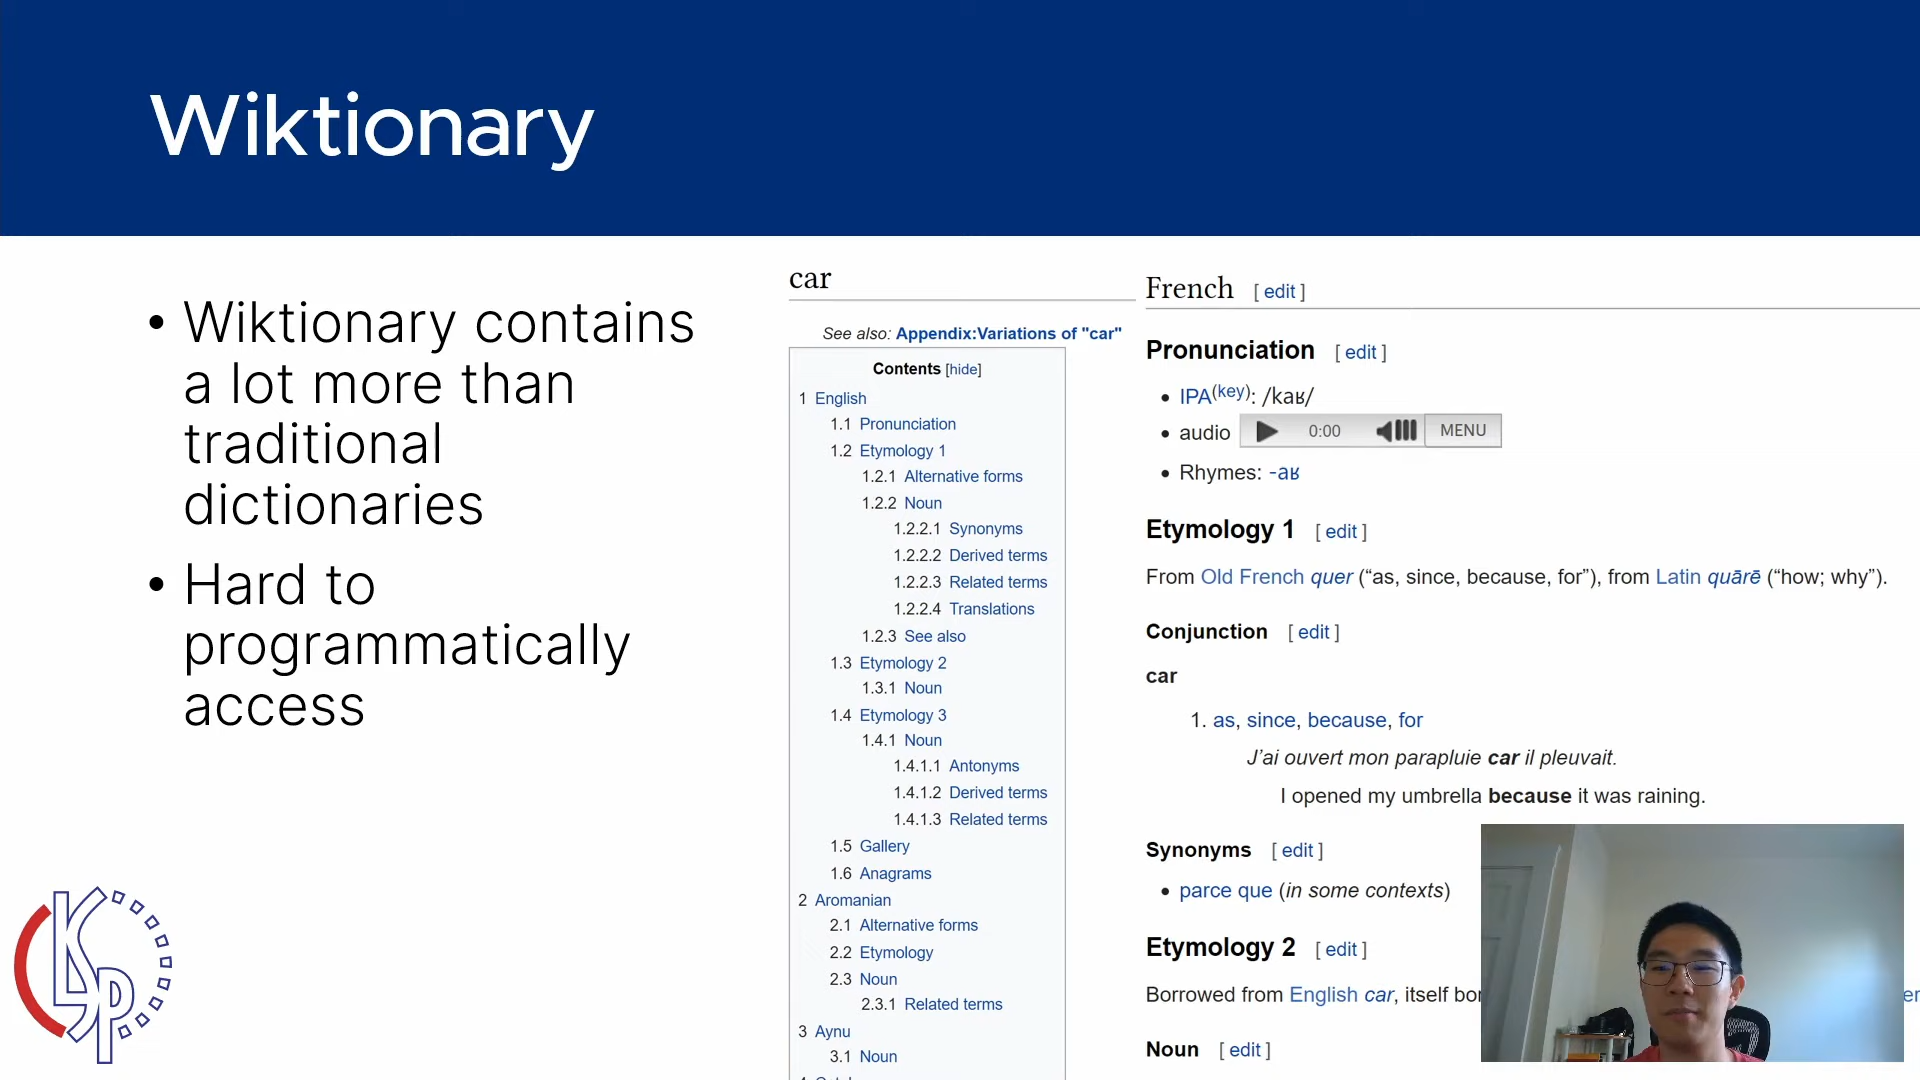 Wiktionary
• Wiktionary contains
a lot more than
traditional
dictionaries
• Hard to
programmatically
access
car
See also: Appendix:Variations of "car"
Contents [hide]
1 English
1.1 Pronunciation
1.2 Etymology 1
1.2.1 Alternative forms
1.2.2 Noun
1.2.2.1 Synonyms
1.2.2.2 Derived terms
1.2.2.3 Related terms
1.2.2.4 Translations
1.2.3 See also
1.3 Etymology 2
1.3.1 Noun
1.4 Etymology 3
1.4.1 Noun
1.4.1.1 Antonyms
1.4.1.2 Derived terms
1.4.1.3 Related terms
1.5 Gallery
1.6 Anagrams
2 Aromanian
2.1 Alternative forms
2.2 Etymology
2.3 Noun
2.3.1 Related terms
3 Aynu
3.1 Noun
French [ edit ]
Pronunciation [ edit ]
• IPA(key): /kaʁ/
• audio 0:00 MENU
• Rhymes: -aʁ
Etymology 1 [ edit ]
From Old French quer (“as, since, because, for”), from Latin quārē (“how; why”).
Conjunction [ edit ]
car
1. as, since, because, for
J’ai ouvert mon parapluie car il pleuvait.
I opened my umbrella because it was raining.
Synonyms [ edit ]
• parce que (in some contexts)
Etymology 2 [ edit ]
Borrowed from English car, itself bor
Noun [ edit ]
KSP